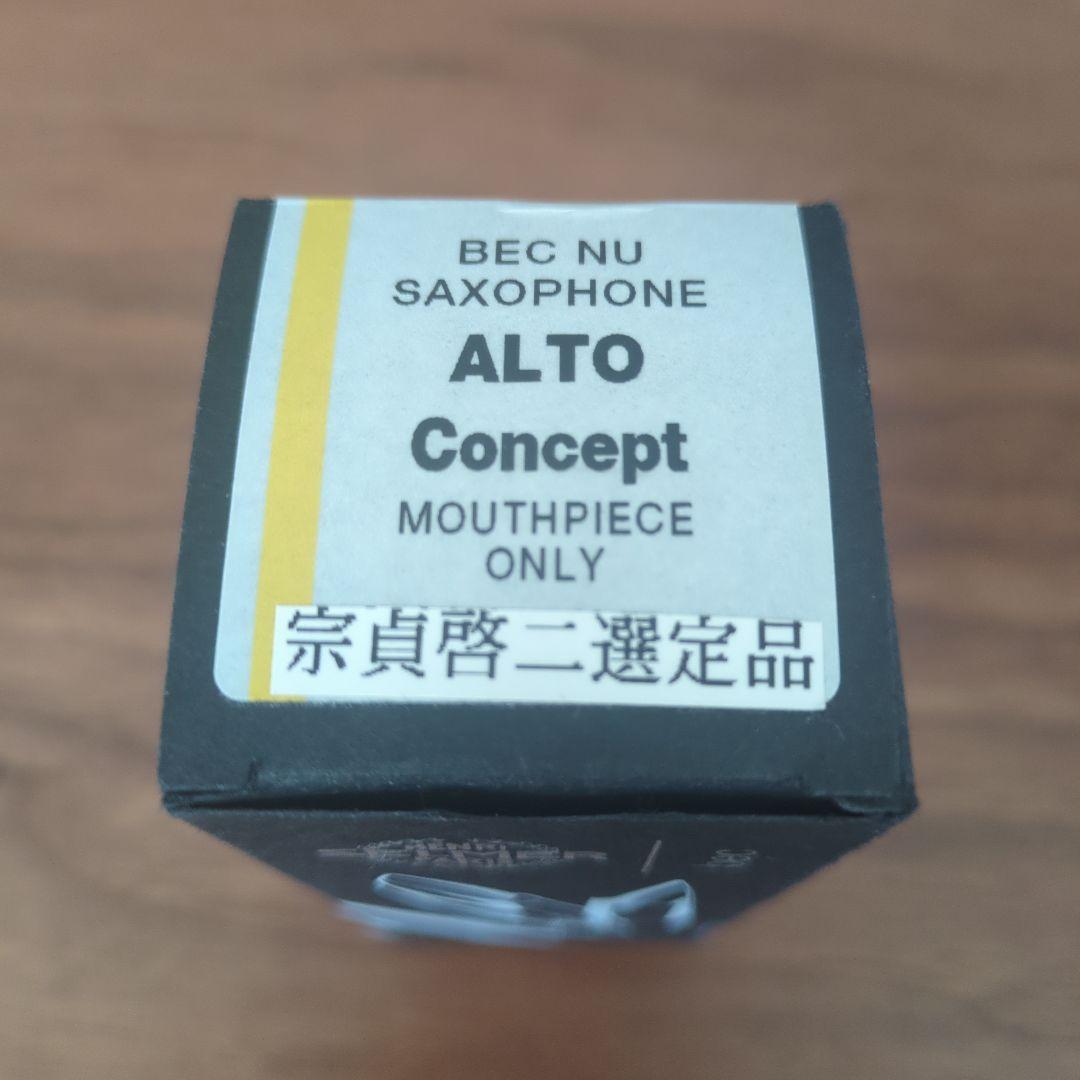 BEC NU
SAXOPHONE
ALTO
Concept
MOUTHPIECE
ONLY
宗貞啓二選定品